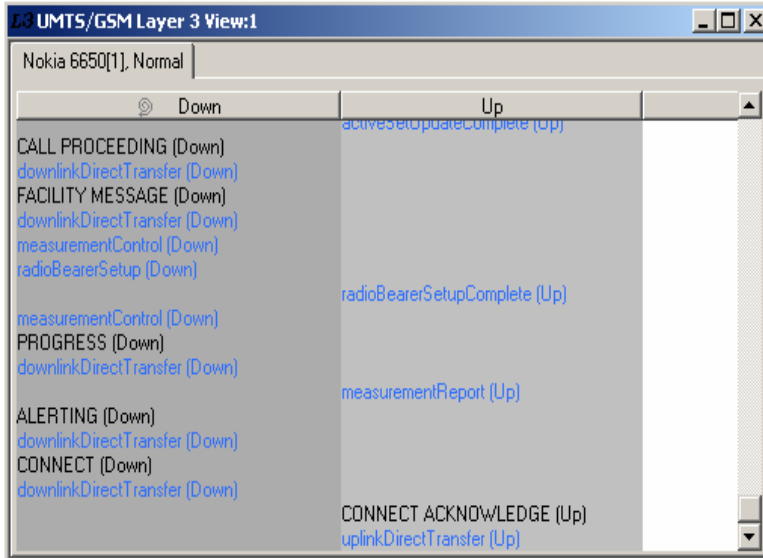 L3 UMTS/GSM Layer 3 View:1
Nokia 6650[1], Normal
Down Up
activeSetUpdateComplete (Up)
CALL PROCEEDING (Down)
downlinkDirectTransfer (Down)
FACILITY MESSAGE (Down)
downlinkDirectTransfer (Down)
measurementControl (Down)
radioBearerSetup (Down)
radioBearerSetupComplete (Up)
measurementControl (Down)
PROGRESS (Down)
downlinkDirectTransfer (Down)
measurementReport (Up)
ALERTING (Down)
downlinkDirectTransfer (Down)
CONNECT (Down)
downlinkDirectTransfer (Down)
CONNECT ACKNOWLEDGE (Up)
uplinkDirectTransfer (Up)